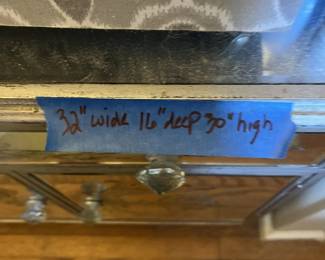 32" wide 16" deep 30" high